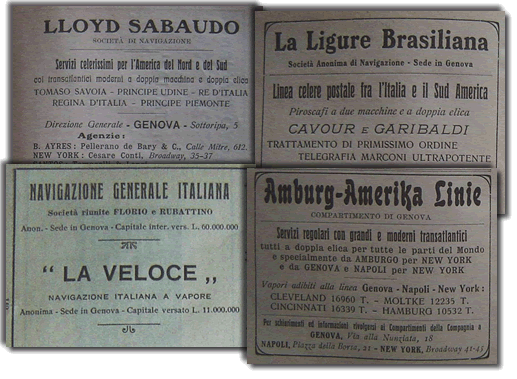 LLOYD SABAUDO
SOCIETÀ DI NAVIGAZIONE
Servizi celerissimi per l'America del Nord e del Sud
coi transatlantici moderni a doppia macchina e doppia elica
TOMASO SAVOIA - PRINCIPE UDINE - RE D'ITALIA
REGINA D'ITALIA - PRINCIPE PIEMONTE
Direzione Generale - GENOVA - Sottoripa, 5
Agenzie:
B. AYRES: Pellerano de Bary & C., Calle Mitre, 612.
NEW YORK: Cesare Conti, Broadway, 35-37
La Ligure Brasiliana
Società Anonima di Navigazione - Sede in Genova
Linea celere postale fra l'Italia e il Sud America
Piroscafi a due macchine e a doppia elica
CAVOUR E GARIBALDI
TRATTAMENTO DI PRIMISSIMO ORDINE
TELEGRAFIA MARCONI ULTRAPOTENTE
NAVIGAZIONE GENERALE ITALIANA
Società riunite FLORIO e RUBATTINO
Anon. - Sede in Genova - Capitale inter. vers. L. 60.000.000
" LA VELOCE „
NAVIGAZIONE ITALIANA A VAPORE
Anonima - Sede in Genova - Capitale versato L. 11.000.000
Amburg-Amerika Linie
COMPARTIMENTO DI GENOVA
Servizi regolari con grandi e moderni transatlantici
tutti a doppia elica per tutte le parti del Mondo
e specialmente da AMBURGO per NEW YORK
e da GENOVA e NAPOLI per NEW YORK
Vapori adibiti alla linea Genova - Napoli - New York:
CLEVELAND 16960 T. - MOLTKE 12235 T.
CINCINNATI 16339 T. - HAMBURG 10532 T.
Per schiarimenti ed informazioni rivolgersi al Compartimento della Compagnia a
GENOVA, Via alla Nunziata, 18
NAPOLI, Piazza della Borsa, 21 - NEW YORK, Broadway 41-45